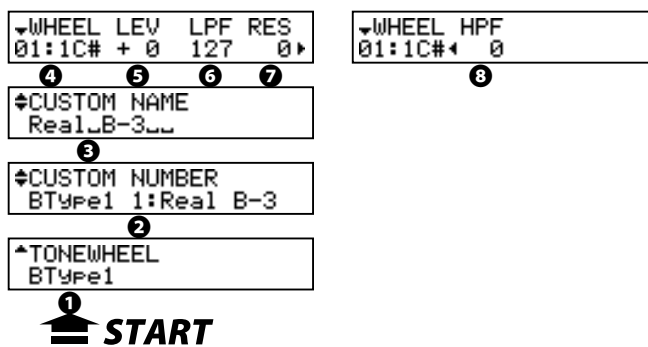 WHEEL LEV LPF RES
01:1C# + 0 127 0
4 5 6 7
WHEEL HPF
01:1C# 0
8
CUSTOM NAME
Real␣B-3␣␣
3
CUSTOM NUMBER
BType1 1:Real B-3
2
TONEWHEEL
BType1
1
START